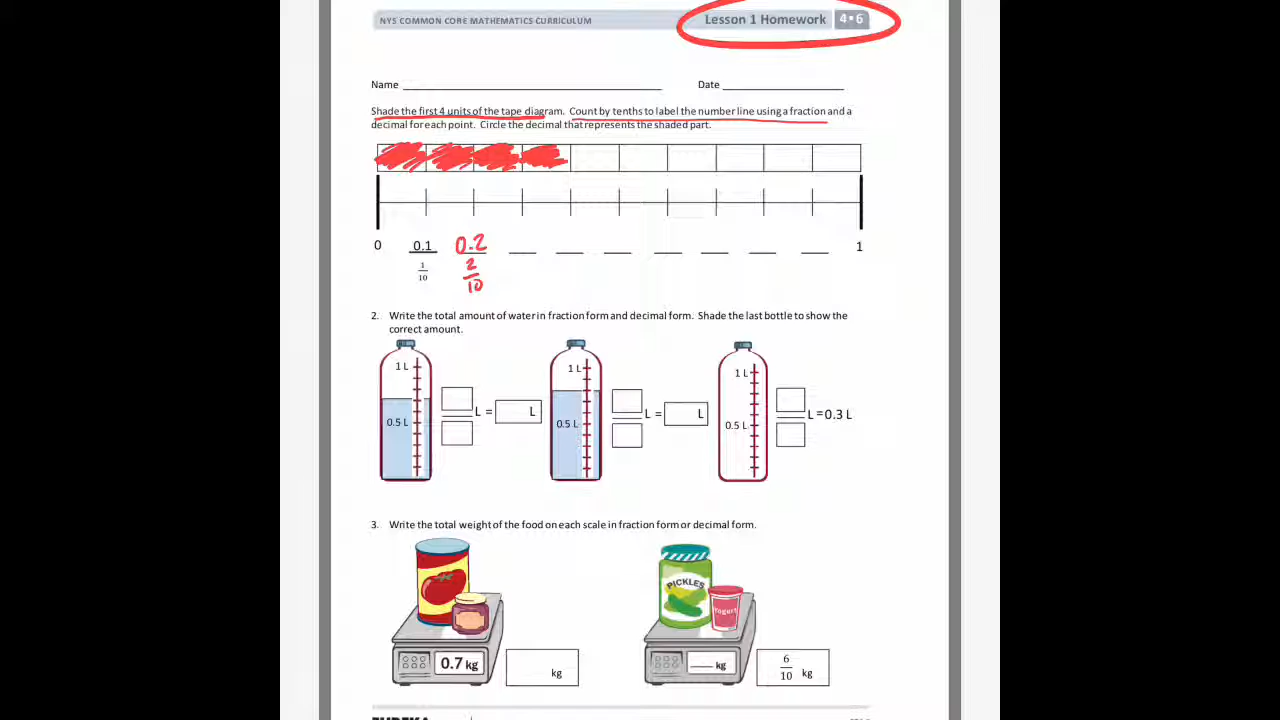 NYS COMMON CORE MATHEMATICS CURRICULUM
Lesson 1 Homework 4•6
Name Date
Shade the first 4 units of the tape diagram. Count by tenths to label the number line using a fraction and a
decimal for each point. Circle the decimal that represents the shaded part.
0 0.1 0.2 1
1/10 2/10
2. Write the total amount of water in fraction form and decimal form. Shade the last bottle to show the
correct amount.
1 L 1 L 1 L
L = L L = L L = 0.3 L
0.5 L 0.5 L 0.5 L
3. Write the total weight of the food on each scale in fraction form or decimal form.
PICKLES
Yogurt
0.7 kg kg kg 6/10 kg
EUREKA